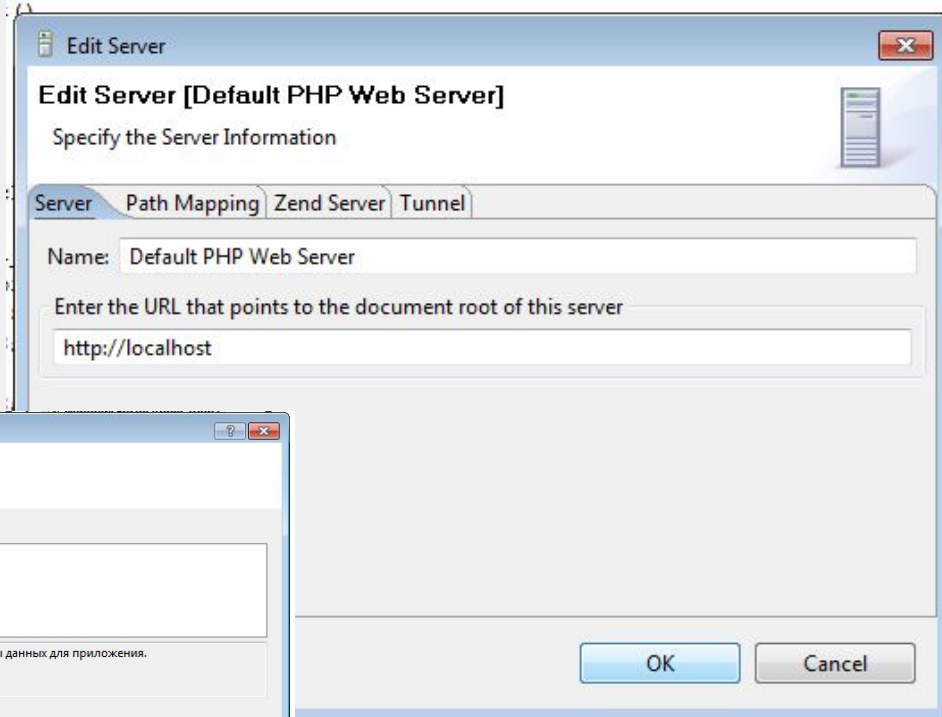 Edit Server
Edit Server [Default PHP Web Server]
Specify the Server Information
Server Path Mapping Zend Server Tunnel
Name: Default PHP Web Server
Enter the URL that points to the document root of this server
http://localhost
данных для приложения.
OK Cancel